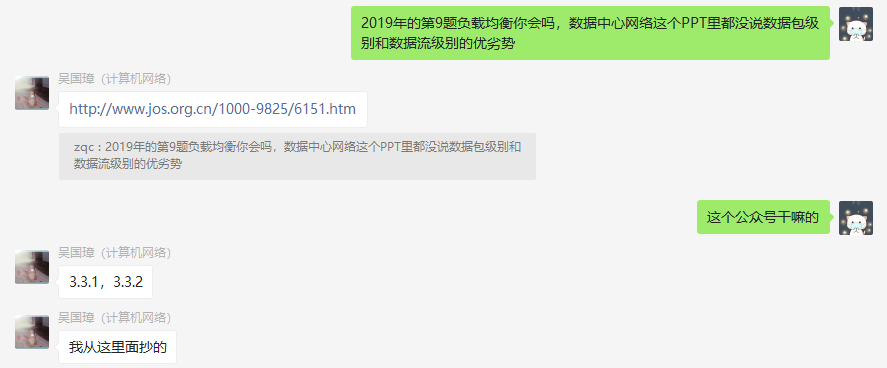 2019年的第9题负载均衡你会吗，数据中心网络这个PPT里都没说数据包级
别和数据流级别的优劣势
吴国璋（计算机网络）
http://www.jos.org.cn/1000-9825/6151.htm
zqc：2019年的第9题负载均衡你会吗，数据中心网络这个PPT里都没说数据包级别和
数据流级别的优劣势
这个公众号干嘛的
吴国璋（计算机网络）
3.3.1，3.3.2
吴国璋（计算机网络）
我从这里面抄的